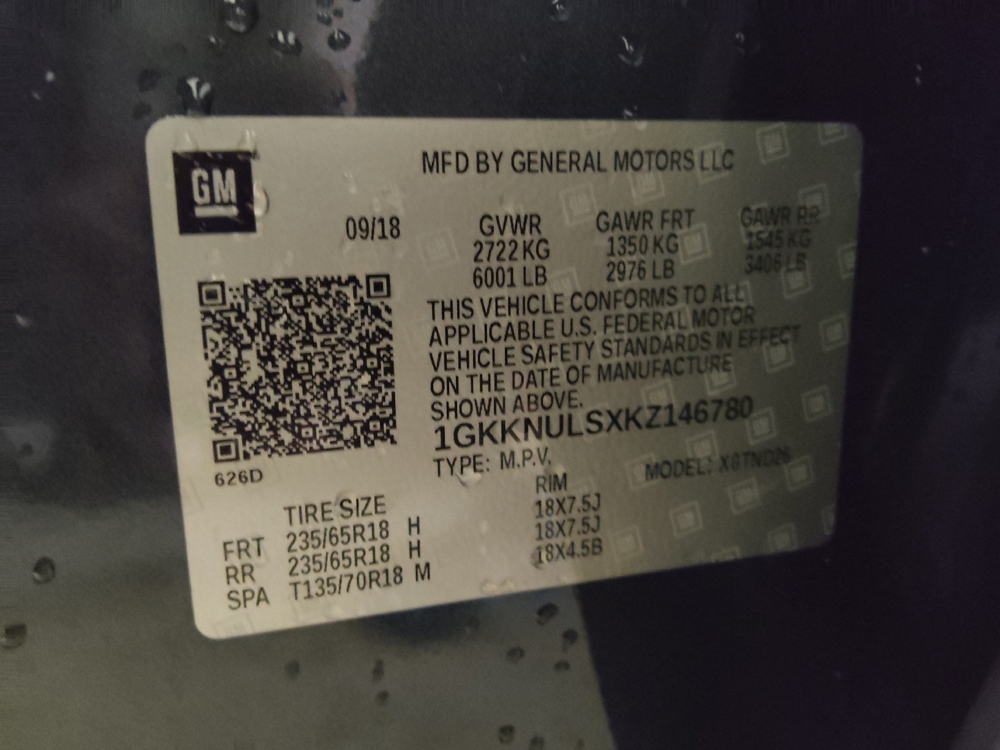 GM
MFD BY GENERAL MOTORS LLC
09/18
GVWR GAWR FRT GAWR RR
2722 KG 1350 KG 1545 KG
6001 LB 2976 LB 3406 LB
THIS VEHICLE CONFORMS TO ALL
APPLICABLE U.S. FEDERAL MOTOR
VEHICLE SAFETY STANDARDS IN EFFECT
ON THE DATE OF MANUFACTURE
SHOWN ABOVE.
1GKKNULSXKZ146780
TYPE: M.P.V. MODEL:
626D
TIRE SIZE RIM
FRT 235/65R18 H 18X7.5J
RR 235/65R18 H 18X7.5J
SPA T135/70R18 M 18X4.5B